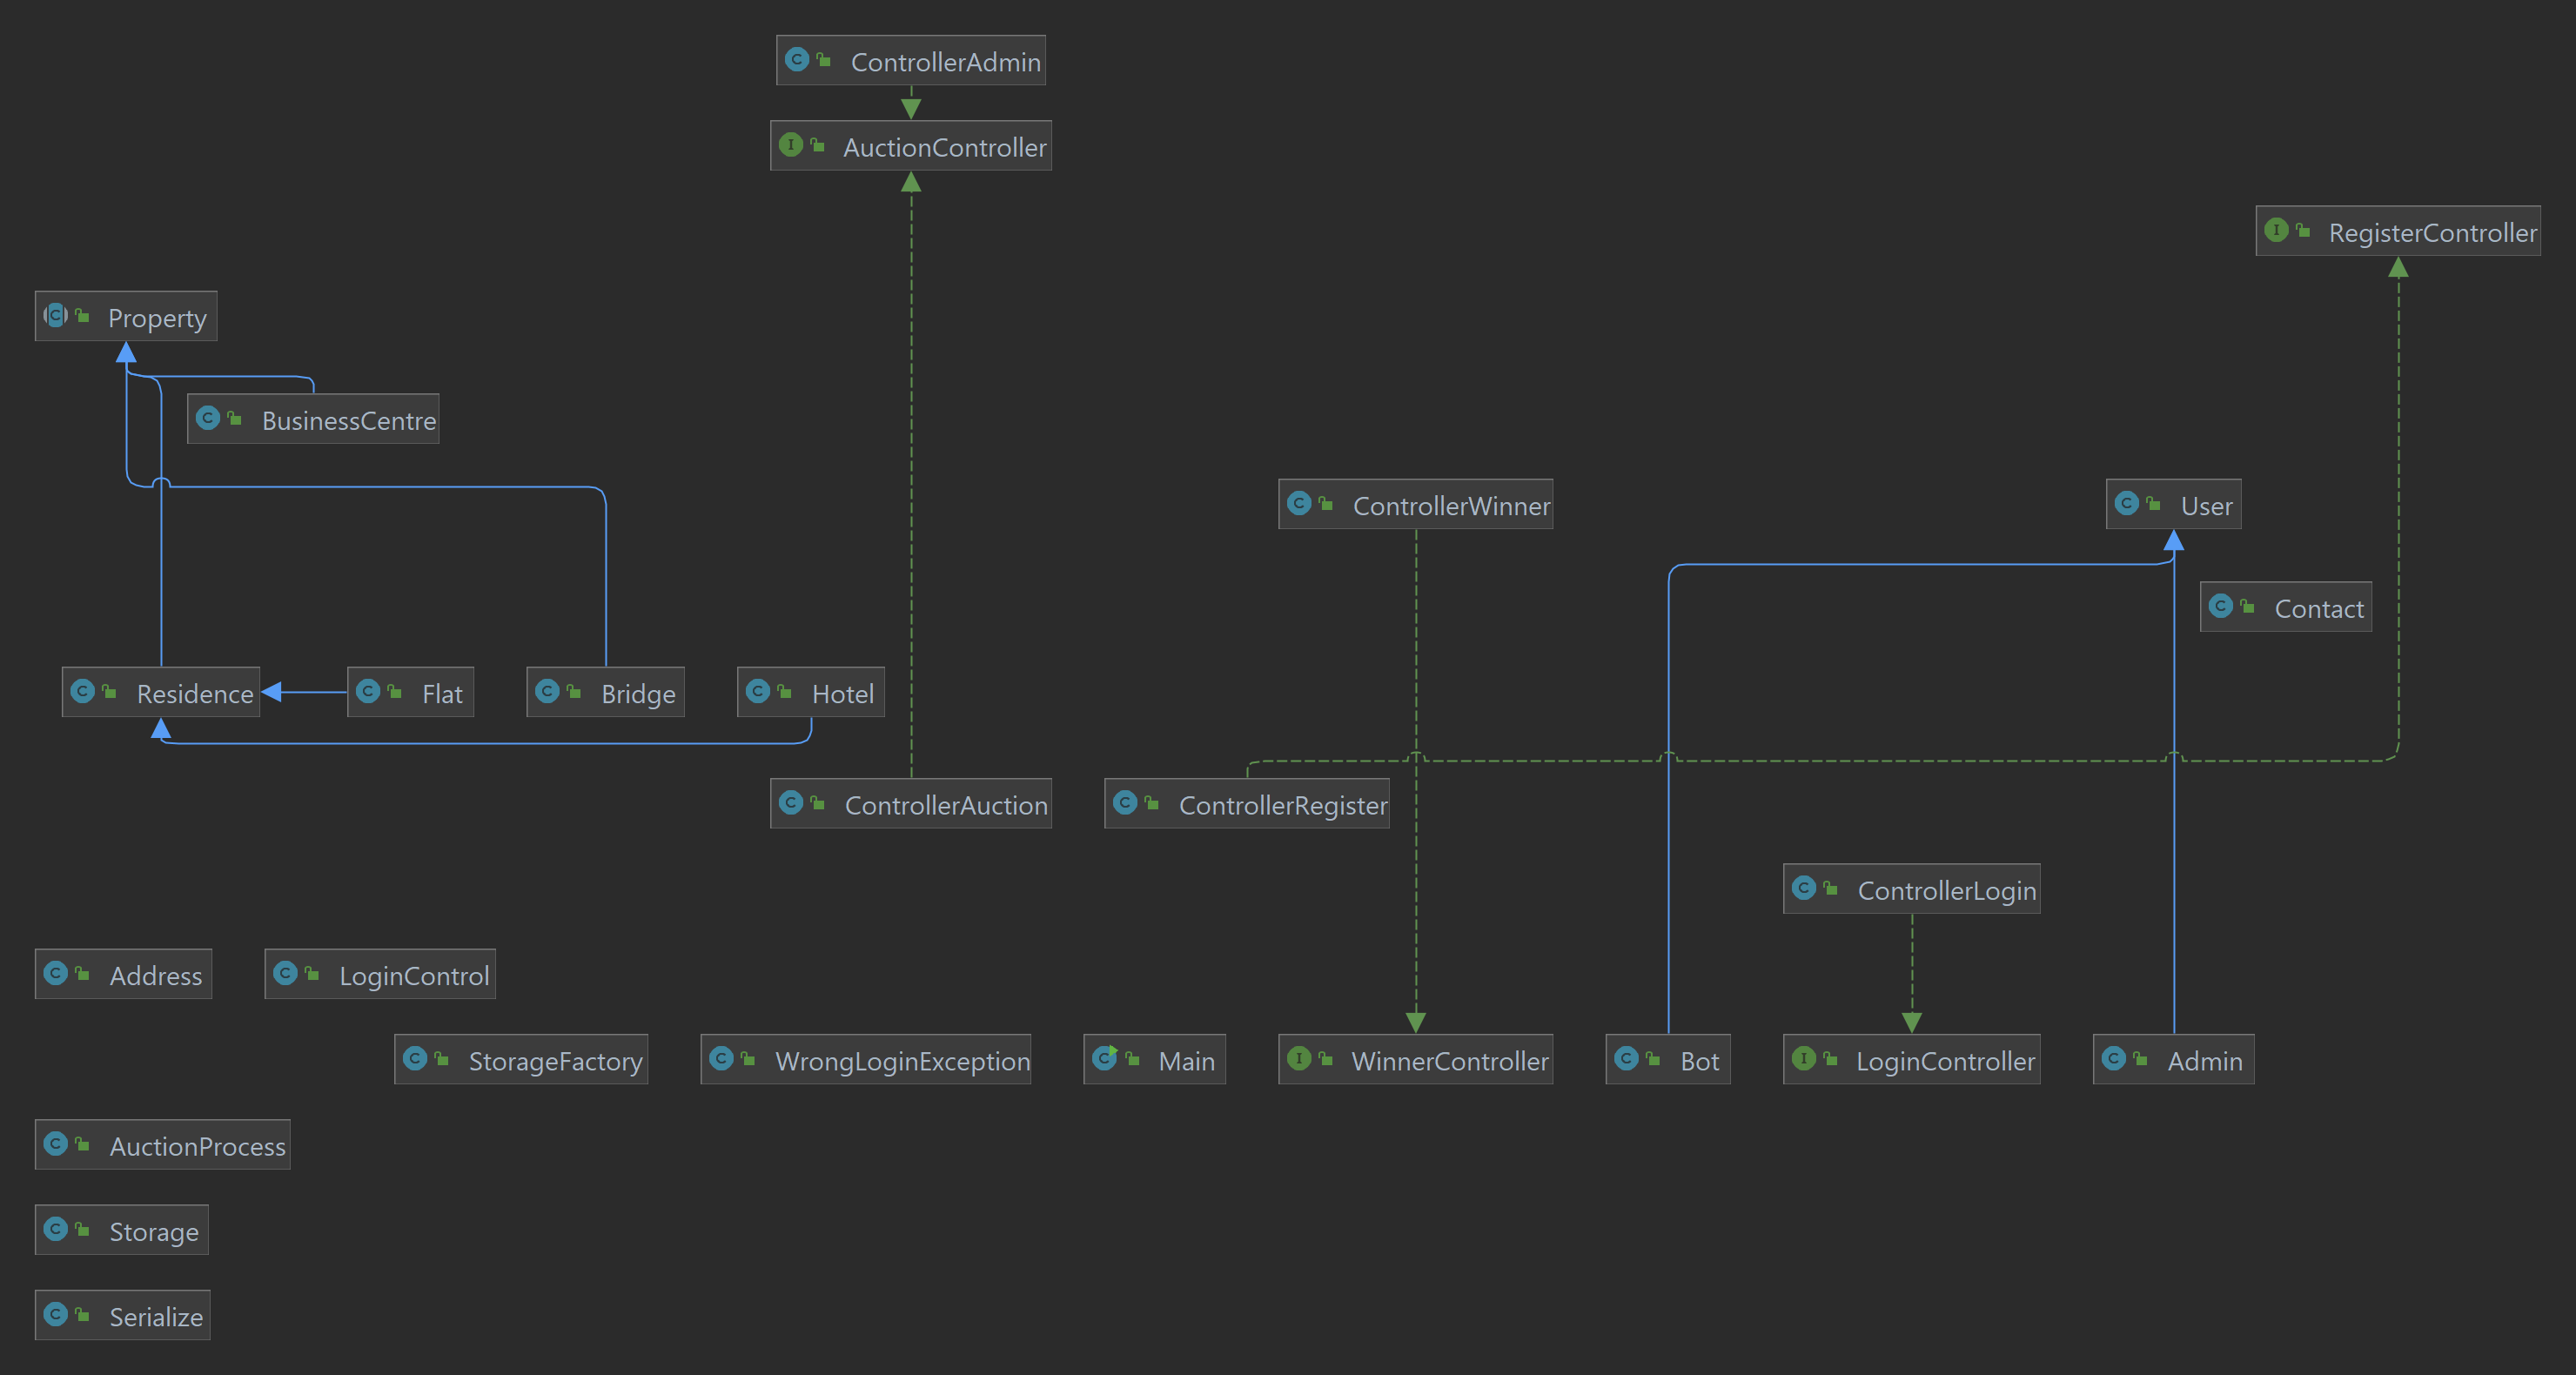 C ControllerAdmin
I AuctionController
I RegisterController
C Property
C BusinessCentre
C ControllerWinner
C User
C Contact
C Residence
C Flat
C Bridge
C Hotel
C ControllerAuction
C ControllerRegister
C ControllerLogin
C Address
C LoginControl
C StorageFactory
C WrongLoginException
C Main
I WinnerController
C Bot
I LoginController
C Admin
C AuctionProcess
C Storage
C Serialize